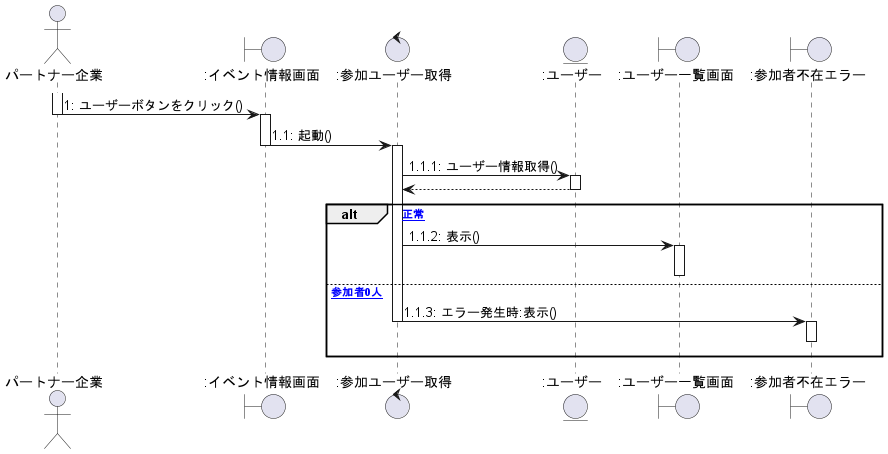 パートナー企業
:イベント情報画面
:参加ユーザー取得
:ユーザー
:ユーザー一覧画面
:参加者不在エラー
1: ユーザーボタンをクリック()
1.1: 起動()
1.1.1: ユーザー情報取得()
alt
正常
1.1.2: 表示()
参加者0人
1.1.3: エラー発生時:表示()
パートナー企業
:イベント情報画面
:参加ユーザー取得
:ユーザー
:ユーザー一覧画面
:参加者不在エラー